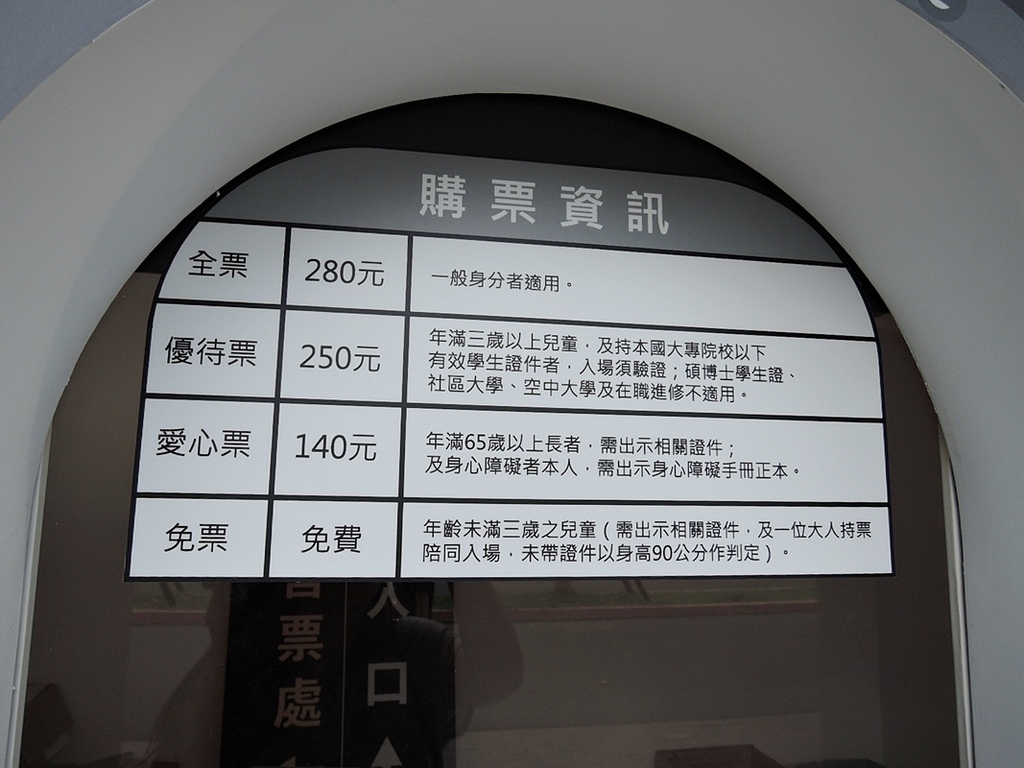 購票資訊
全票
280元
一般身分者適用。
優待票
250元
年滿三歲以上兒童，及持本國大專院校以下
有效學生證件者，入場須驗證；碩博士學生證、
社區大學、空中大學及在職進修不適用。
愛心票
140元
年滿65歲以上長者，需出示相關證件；
及身心障礙者本人，需出示身心障礙手冊正本。
免票
免費
年齡未滿三歲之兒童（需出示相關證件，及一位大人持票
陪同入場，未帶證件以身高90公分作判定）。
票處
入口